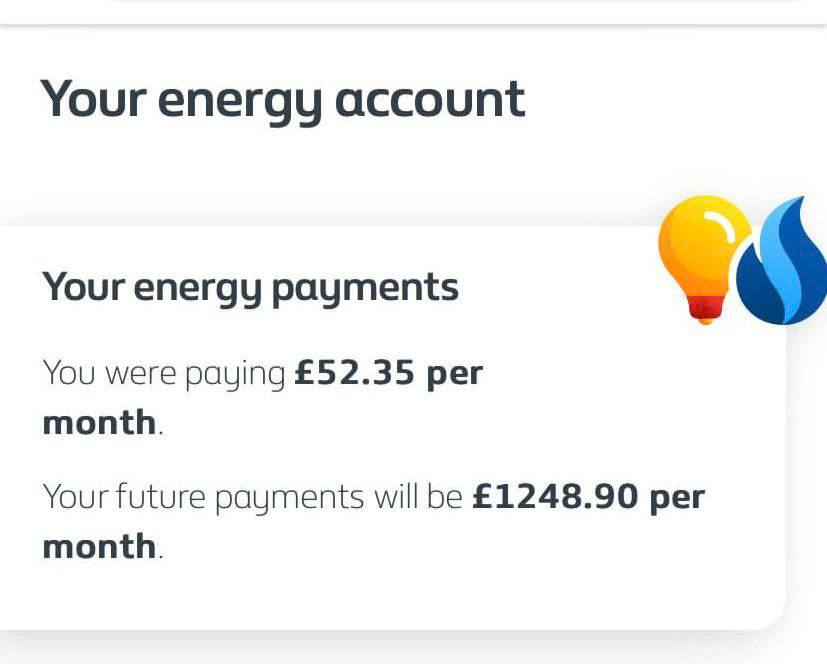 Your energy account
Your energy payments
You were paying £52.35 per
month.
Your future payments will be £1248.90 per
month.